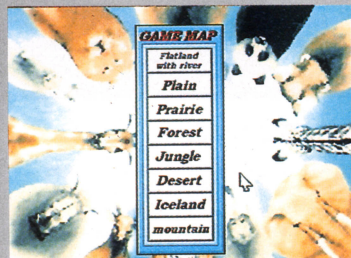 GAME MAP
Flatland
with river
Plain
Prairie
Forest
Jungle
Desert
Iceland
mountain